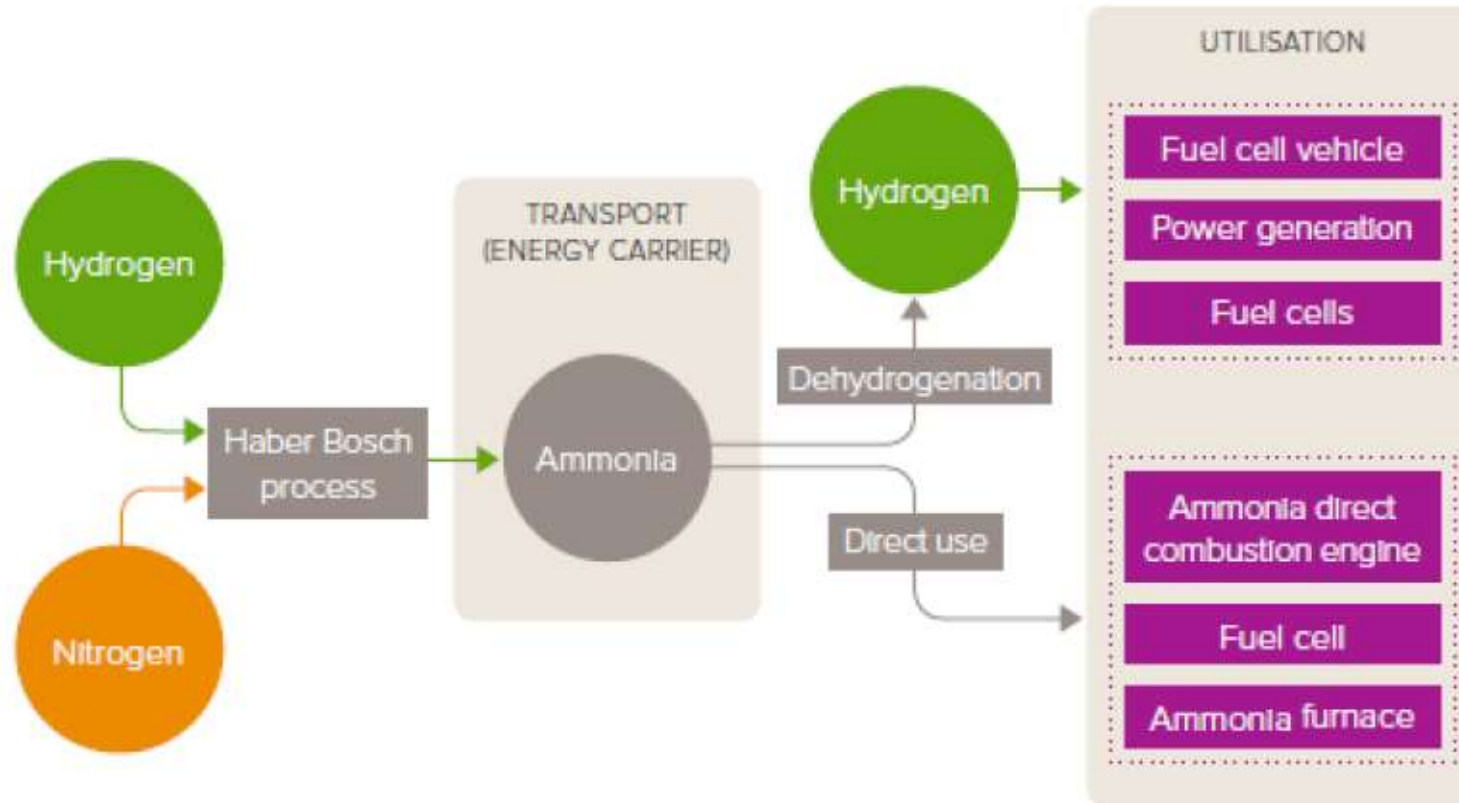 UTILISATION
Hydrogen
Fuel cell vehicle
Power generation
Fuel cells
Hydrogen
TRANSPORT
(ENERGY CARRIER)
Dehydrogenation
Haber Bosch
process
Ammonia
Direct use
Ammonia direct
combustion engine
Fuel cell
Ammonia furnace
Nitrogen